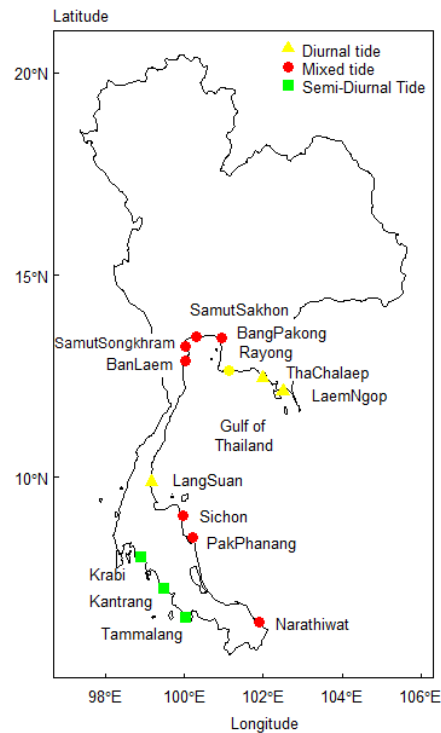 Latitude
Diurnal tide
Mixed tide
Semi-Diurnal Tide
20°N
15°N
10°N
SamutSakhon
SamutSongkhram
BangPakong
BanLaem
Rayong
ThaChalaep
LaemNgop
Gulf of
Thailand
LangSuan
Sichon
PakPhanang
Krabi
Kantrang
Tammalang
Narathiwat
98°E 100°E 102°E 104°E 106°E
Longitude